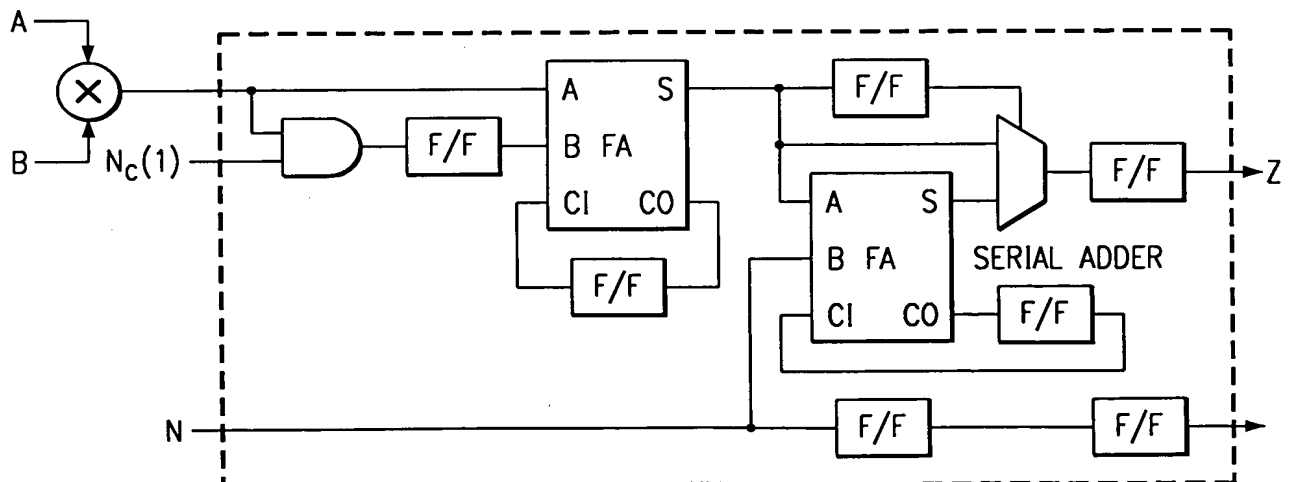 A
B
N_C(1)
F/F
A S
B FA
CI CO
F/F
F/F
A S
B FA
CI CO
SERIAL ADDER
F/F
F/F
Z
N
F/F
F/F